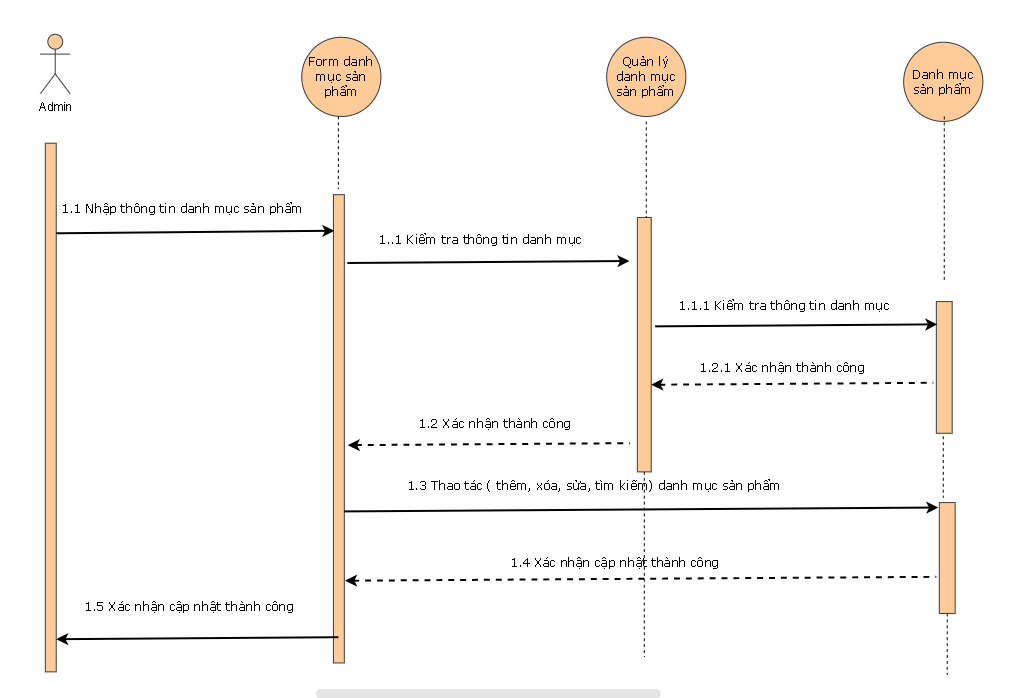 Admin
Form danh
mục sản
phẩm
Quản lý
danh mục
sản phẩm
Danh mục
sản phẩm
1.1 Nhập thông tin danh mục sản phẩm
1..1 Kiểm tra thông tin danh mục
1.1.1 Kiểm tra thông tin danh mục
1.2.1 Xác nhận thành công
1.2 Xác nhận thành công
1.3 Thao tác ( thêm, xóa, sửa, tìm kiếm) danh mục sản phẩm
1.4 Xác nhận cập nhật thành công
1.5 Xác nhận cập nhật thành công